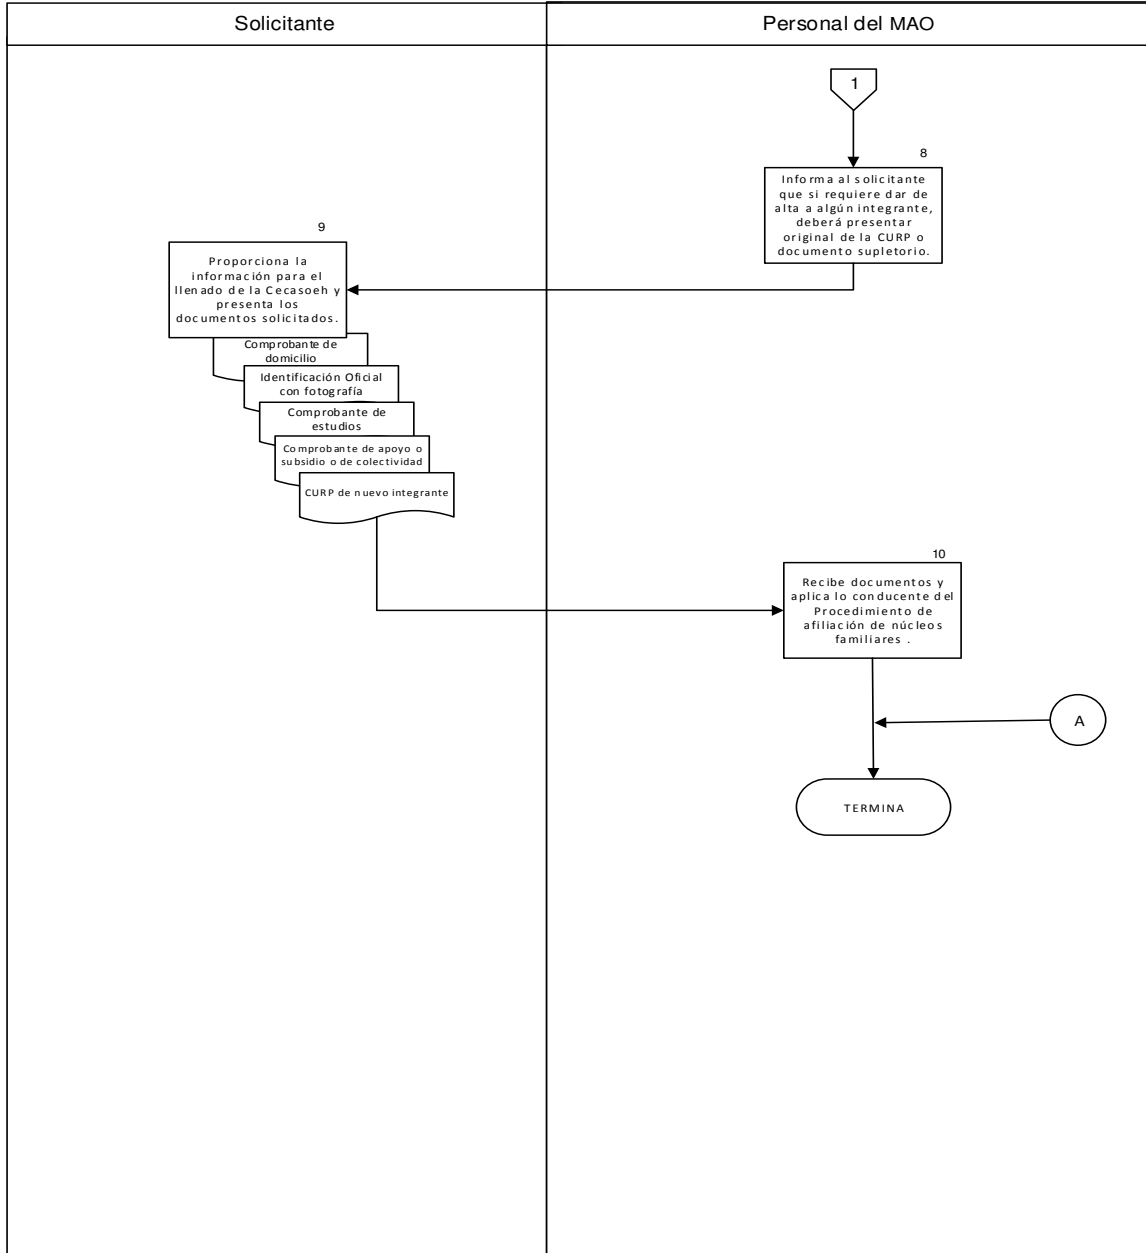 Solicitante
Personal del MAO
1
8
Informa al solicitante
que si requiere dar de
alta a algún integrante,
deberá presentar
original de la CURP o
documento supletorio.
9
Proporciona la
información para el
llenado de la Cecasoeh y
presenta los
documentos solicitados.
Comprobante de
domicilio
Identificación Oficial
con fotografía
Comprobante de
estudios
Comprobante de apoyo o
subsidio o de colectividad
CURP de nuevo integrante
10
Recibe documentos y
aplica lo conducente del
Procedimiento de
afiliación de núcleos
familiares .
A
TERMINA